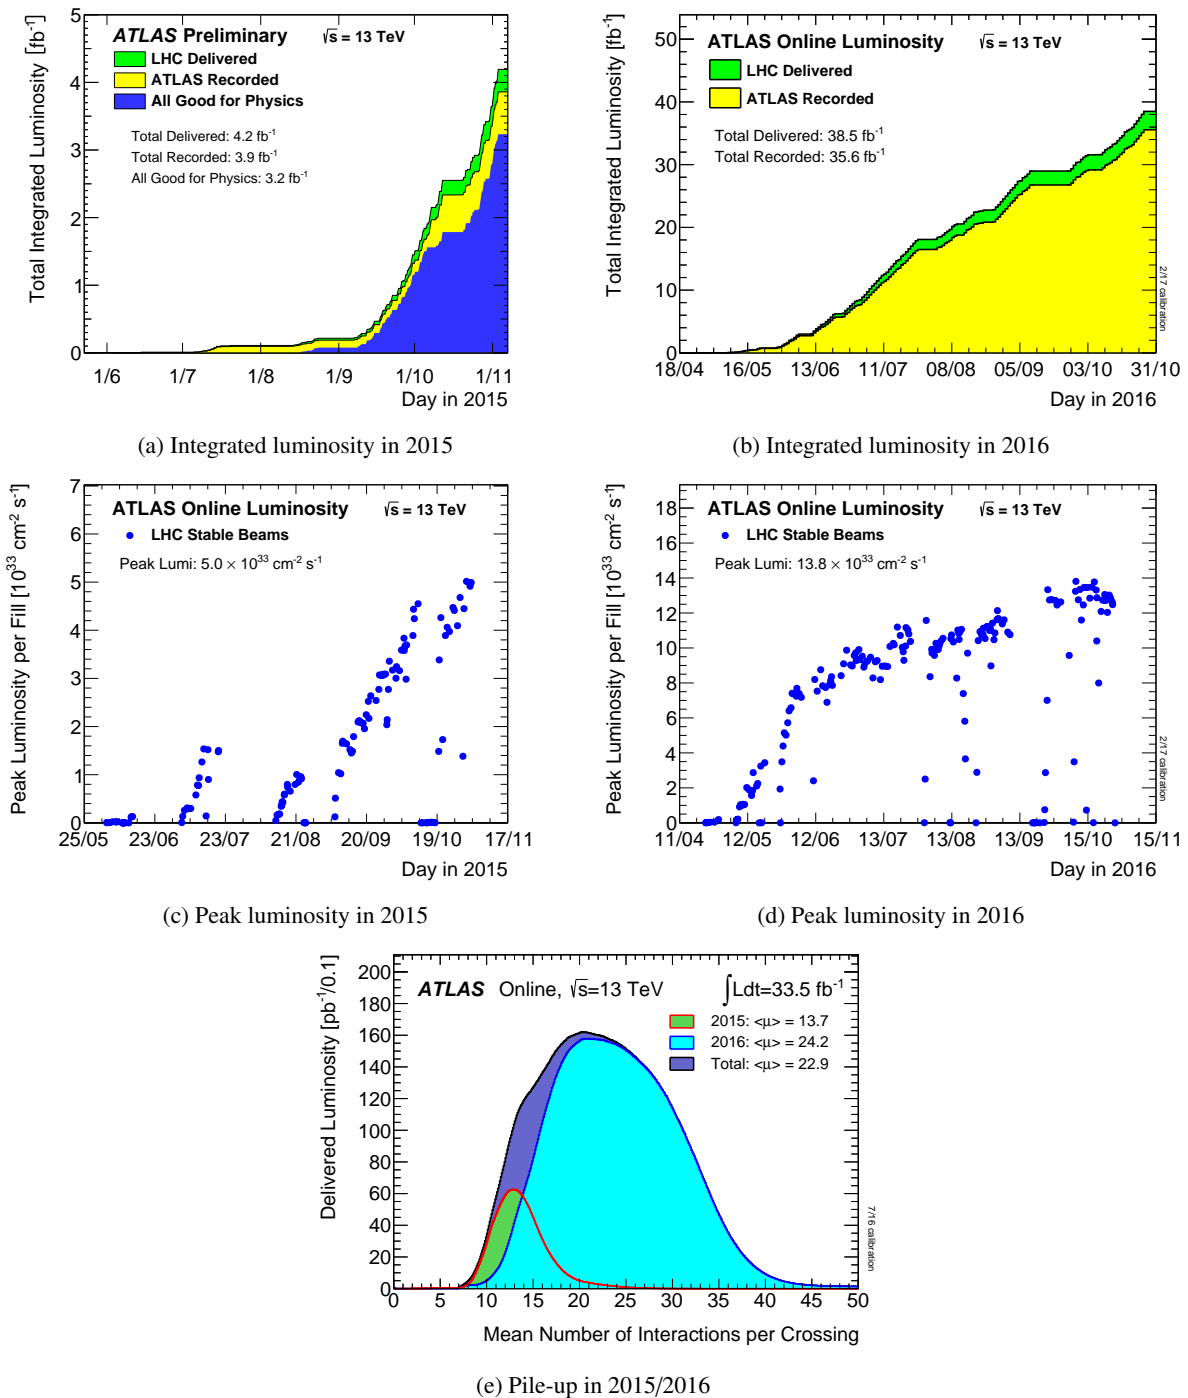 ATLAS Preliminary √s = 13 TeV
LHC Delivered
ATLAS Recorded
All Good for Physics
Total Delivered: 4.2 fb⁻¹
Total Recorded: 3.9 fb⁻¹
All Good for Physics: 3.2 fb⁻¹
Total Integrated Luminosity [fb⁻¹]
5
4
3
2
1
0
1/6 1/7 1/8 1/9 1/10 1/11
Day in 2015
(a) Integrated luminosity in 2015
ATLAS Online Luminosity √s = 13 TeV
LHC Delivered
ATLAS Recorded
Total Delivered: 38.5 fb⁻¹
Total Recorded: 35.6 fb⁻¹
Total Integrated Luminosity [fb⁻¹]
50
40
30
20
10
0
18/04 16/05 13/06 11/07 08/08 05/09 03/10 31/10
Day in 2016
2/17 calibration
(b) Integrated luminosity in 2016
ATLAS Online Luminosity √s = 13 TeV
LHC Stable Beams
Peak Lumi: 5.0 × 10³³ cm⁻² s⁻¹
Peak Luminosity per Fill [10³³ cm⁻² s⁻¹]
7
6
5
4
3
2
1
0
25/05 23/06 23/07 21/08 20/09 19/10 17/11
Day in 2015
(c) Peak luminosity in 2015
ATLAS Online Luminosity √s = 13 TeV
LHC Stable Beams
Peak Lumi: 13.8 × 10³³ cm⁻² s⁻¹
Peak Luminosity per Fill [10³³ cm⁻² s⁻¹]
18
16
14
12
10
8
6
4
2
0
11/04 12/05 12/06 13/07 13/08 13/09 15/10 15/11
Day in 2016
2/17 calibration
(d) Peak luminosity in 2016
ATLAS Online, √s=13 TeV ∫Ldt=33.5 fb⁻¹
2015: <μ> = 13.7
2016: <μ> = 24.2
Total: <μ> = 22.9
Delivered Luminosity [pb⁻¹/0.1]
200
180
160
140
120
100
80
60
40
20
0
0 5 10 15 20 25 30 35 40 45 50
Mean Number of Interactions per Crossing
7/16 calibration
(e) Pile-up in 2015/2016